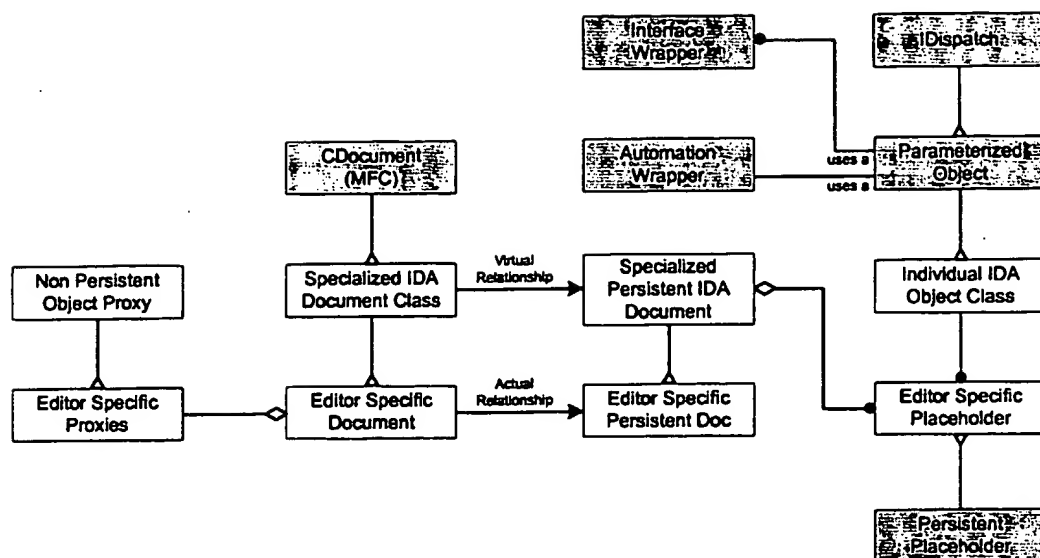 Interface
Wrapper
IDispatch
CDocument
(MFC)
Automation
Wrapper
uses a
uses a
Parameterized
Object
Non Persistent
Object Proxy
Specialized IDA
Document Class
Virtual
Relationship
Specialized
Persistent IDA
Document
Individual IDA
Object Class
Editor Specific
Proxies
Editor Specific
Document
Actual
Relationship
Editor Specific
Persistent Doc
Editor Specific
Placeholder
Persistent
Placeholder